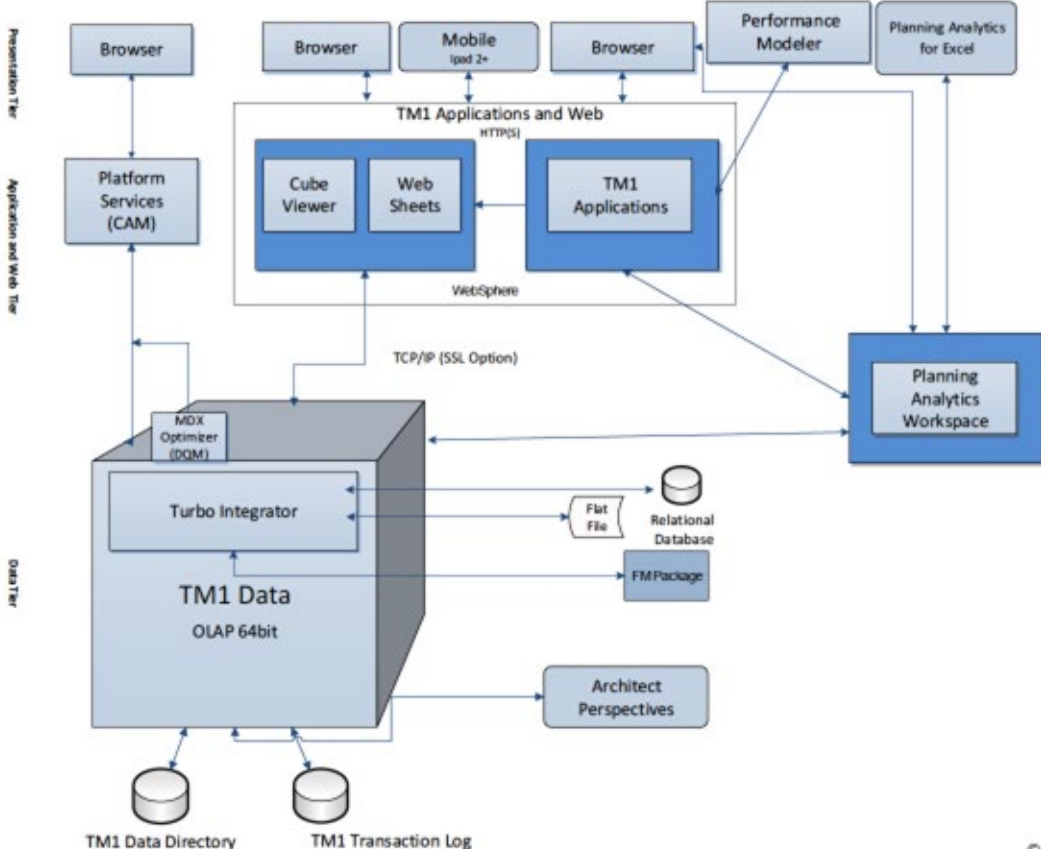 Presentation Tier
Browser
Browser
Mobile
Ipad 2+
Browser
Performance
Modeler
Planning Analytics
for Excel
Application and Web Tier
Platform
Services
(CAM)
TM1 Applications and Web
HTTP(S)
Cube
Viewer
Web
Sheets
TM1
Applications
WebSphere
TCP/IP (SSL Option)
Planning
Analytics
Workspace
Data Tier
MDX
Optimizer
(DQM)
Turbo Integrator
Flat
File
Relational
Database
FM Package
TM1 Data
OLAP 64bit
Architect
Perspectives
TM1 Data Directory
TM1 Transaction Log
©